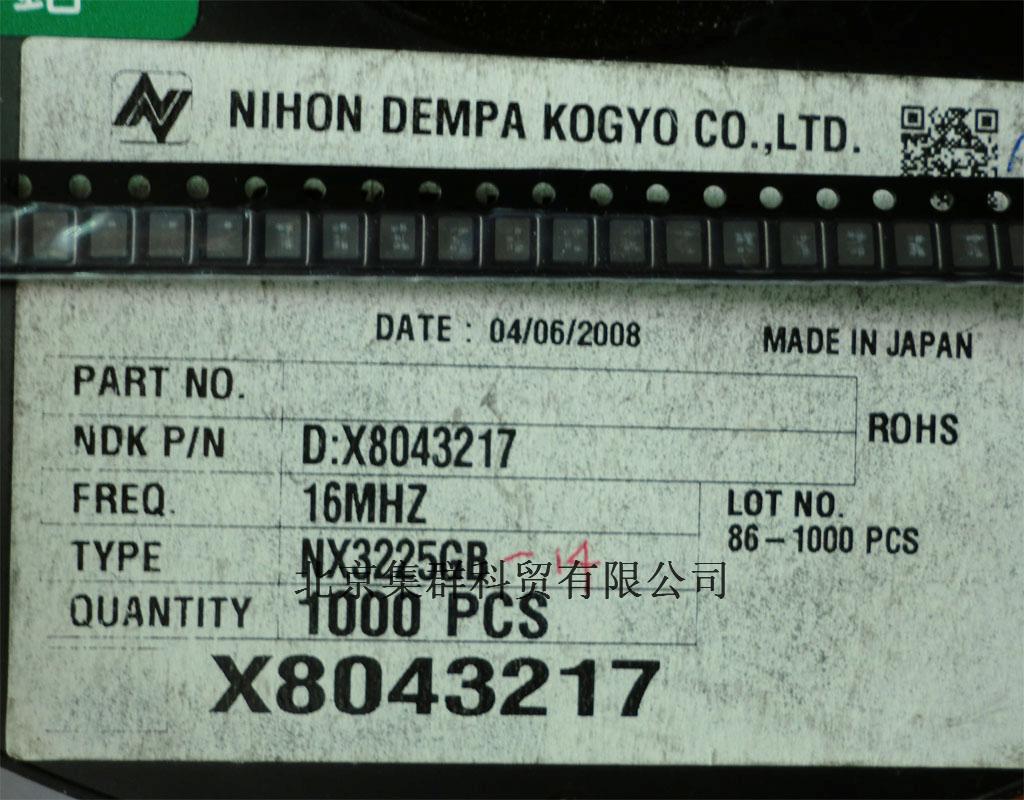 NIHON DEMPA KOGYO CO.,LTD.
DATE : 04/06/2008
MADE IN JAPAN
PART NO.
ROHS
NDK P/N D:X8043217
FREQ. 16MHZ
LOT NO.
86-1000 PCS
TYPE NX3225GB -14
北京集群科贸有限公司
QUANTITY 1000 PCS
X8043217